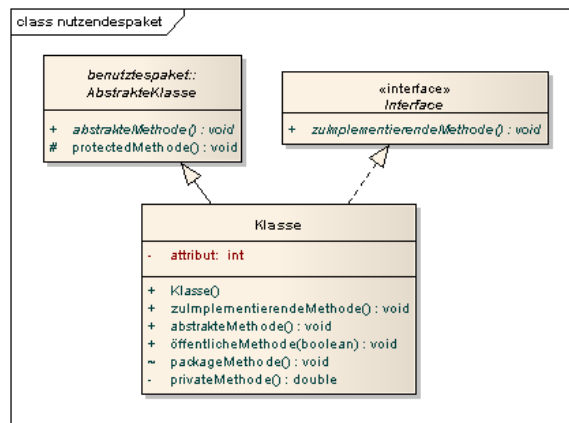 class nutzendespaket
benutztespaket::
AbstrakteKlasse
+ abstrakteMethode() : void
# protectedMethode() : void
«interface»
Interface
+ zuImplementierendeMethode() : void
Klasse
- attribut: int
+ Klasse()
+ zuImplementierendeMethode() : void
+ abstrakteMethode() : void
+ öffentlicheMethode(boolean) : void
~ packageMethode() : void
- privateMethode() : double